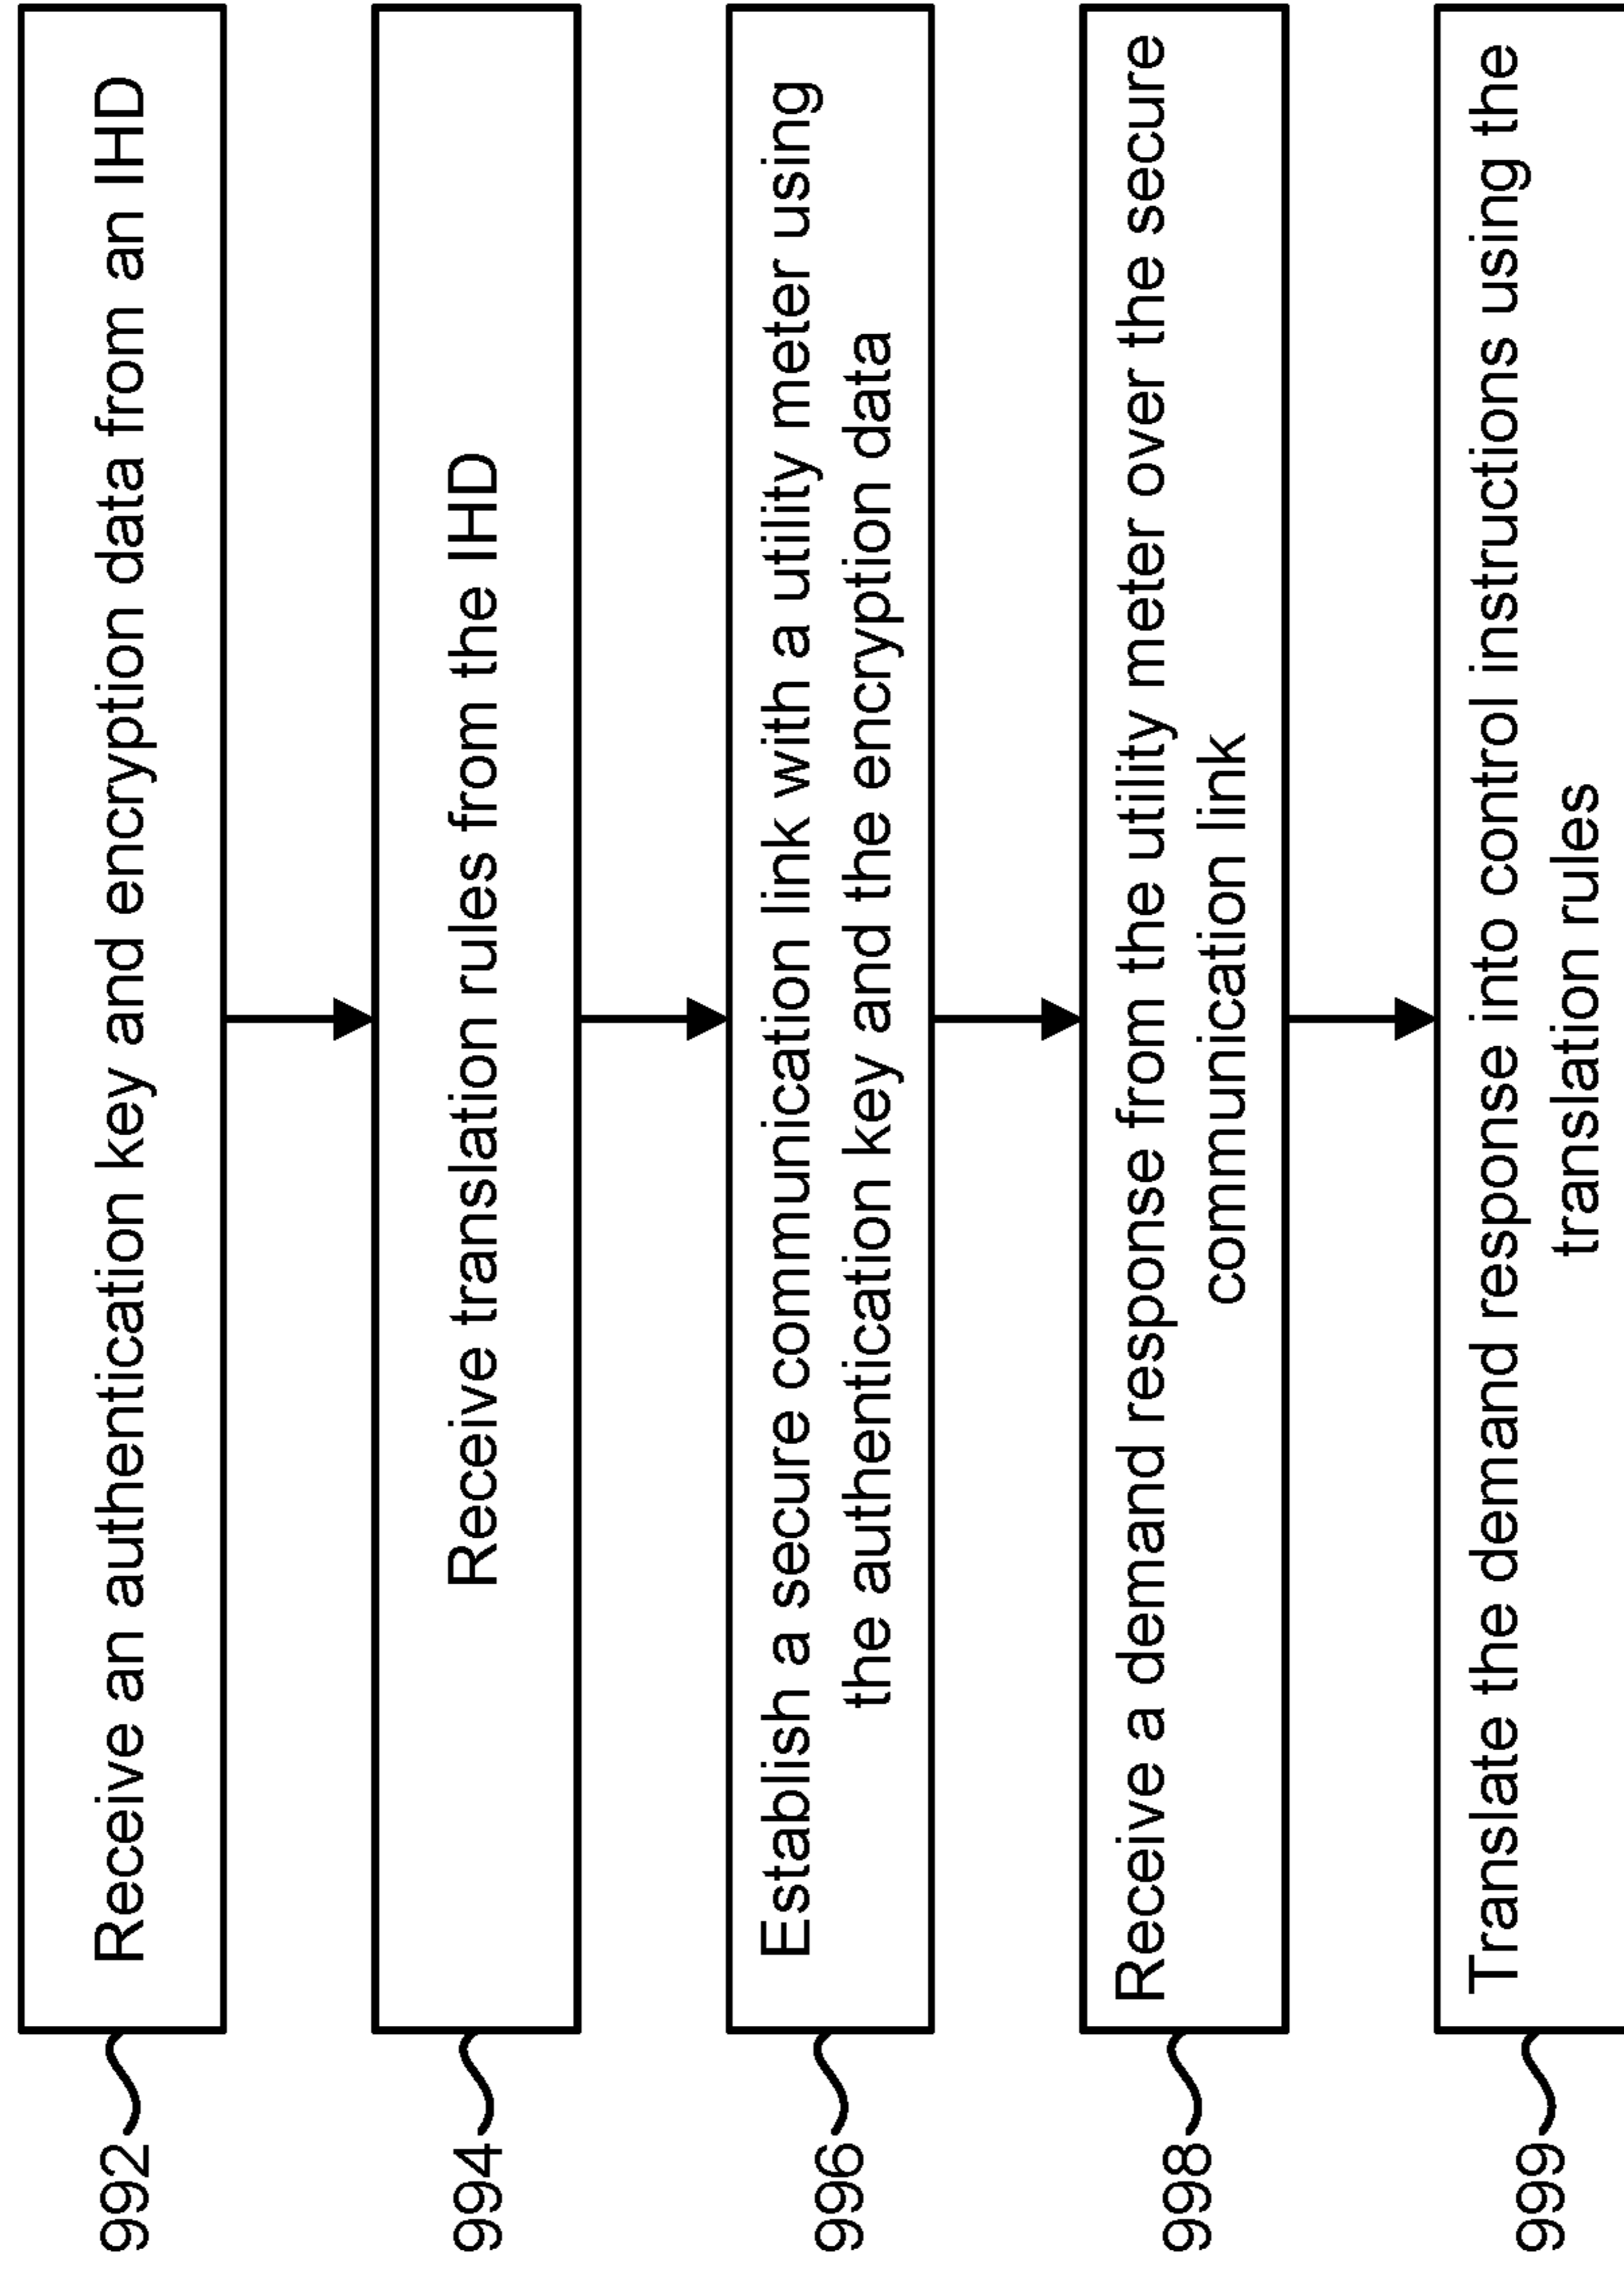 992
Receive an authentication key and encryption data from an IHD
994
Receive translation rules from the IHD
996
Establish a secure communication link with a utility meter using
the authentication key and the encryption data
998
Receive a demand response from the utility meter over the secure
communication link
999
Translate the demand response into control instructions using the
translation rules